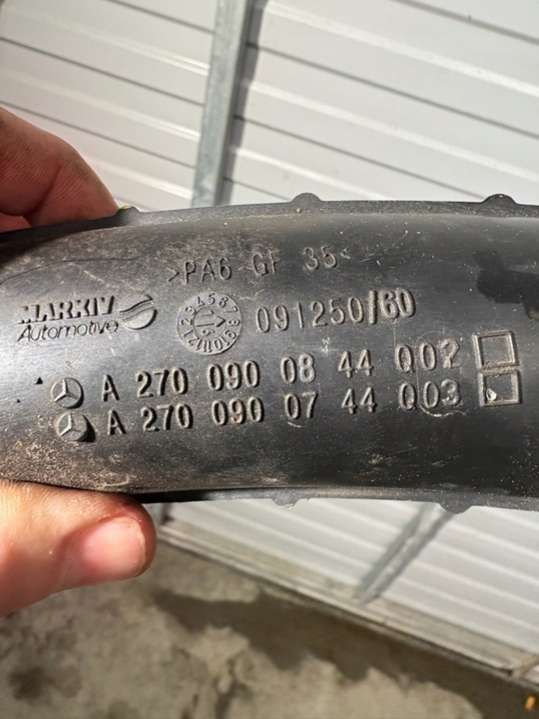 >PA6 GF 35<
MARKIV
Automotive
091250/60
A 270 090 08 44 Q02
A 270 090 07 44 Q03